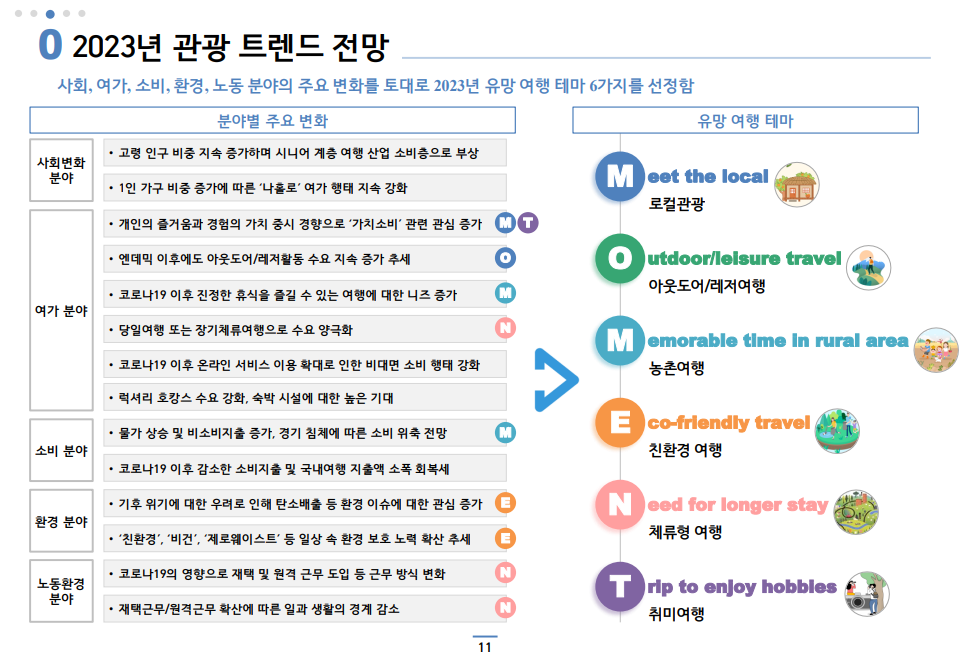 0 2023년 관광 트렌드 전망
사회, 여가, 소비, 환경, 노동 분야의 주요 변화를 토대로 2023년 유망 여행 테마 6가지를 선정함
분야별 주요 변화
사회변화
분야
• 고령 인구 비중 지속 증가하며 시니어 계층 여행 산업 소비층으로 부상
• 1인 가구 비중 증가에 따른 ‘나홀로’ 여가 행태 지속 강화
여가 분야
• 개인의 즐거움과 경험의 가치 중시 경향으로 ‘가치소비’ 관련 관심 증가 M T
• 엔데믹 이후에도 아웃도어/레저활동 수요 지속 증가 추세 O
• 코로나19 이후 진정한 휴식을 즐길 수 있는 여행에 대한 니즈 증가 M
• 당일여행 또는 장기체류여행으로 수요 양극화 N
• 코로나19 이후 온라인 서비스 이용 확대로 인한 비대면 소비 행태 강화
• 럭셔리 호캉스 수요 강화, 숙박 시설에 대한 높은 기대
소비 분야
• 물가 상승 및 비소비지출 증가, 경기 침체에 따른 소비 위축 전망 M
• 코로나19 이후 감소한 소비지출 및 국내여행 지출액 소폭 회복세
환경 분야
• 기후 위기에 대한 우려로 인해 탄소배출 등 환경 이슈에 대한 관심 증가 E
• ‘친환경’, ‘비건’, ‘제로웨이스트’ 등 일상 속 환경 보호 노력 확산 추세 E
노동환경
분야
• 코로나19의 영향으로 재택 및 원격 근무 도입 등 근무 방식 변화 N
• 재택근무/원격근무 확산에 따른 일과 생활의 경계 감소 N
유망 여행 테마
Meet the local
로컬관광
Outdoor/leisure travel
아웃도어/레저여행
Memorable time in rural area
농촌여행
Eco-friendly travel
친환경 여행
Need for longer stay
체류형 여행
Trip to enjoy hobbies
취미여행
11